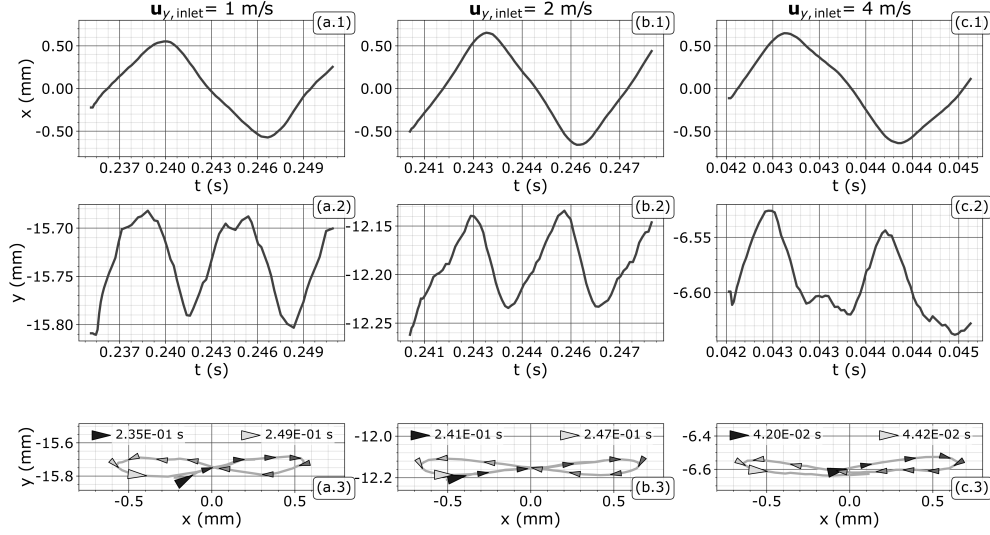 u_y, inlet = 1 m/s
u_y, inlet = 2 m/s
u_y, inlet = 4 m/s
(a.1)
x (mm)
0.50
0.00
-0.50
0.237 0.240 0.243 0.246 0.249
t (s)
(b.1)
0.50
0.00
-0.50
0.241 0.243 0.244 0.246 0.247
t (s)
(c.1)
0.50
0.00
-0.50
0.042 0.043 0.043 0.044 0.044 0.045
t (s)
(a.2)
y (mm)
-15.70
-15.75
-15.80
0.237 0.240 0.243 0.246 0.249
t (s)
(b.2)
-12.15
-12.20
-12.25
0.241 0.243 0.244 0.246 0.247
t (s)
(c.2)
-6.55
-6.60
0.042 0.043 0.043 0.044 0.044 0.045
t (s)
y (mm)
-15.6
-15.8
2.35E-01 s 2.49E-01 s
(a.3)
-0.5 0.0 0.5
x (mm)
-12.0
-12.2
2.41E-01 s 2.47E-01 s
(b.3)
-0.5 0.0 0.5
x (mm)
-6.4
-6.6
4.20E-02 s 4.42E-02 s
(c.3)
-0.5 0.0 0.5
x (mm)